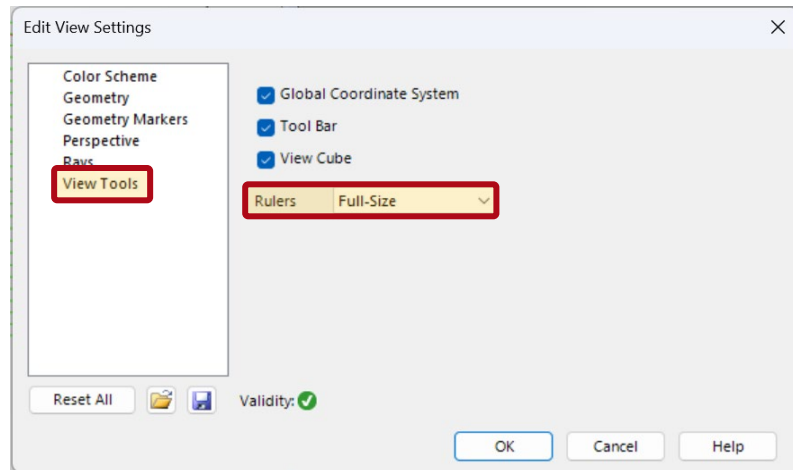 Edit View Settings
Color Scheme
Geometry
Geometry Markers
Perspective
Rays
View Tools
Global Coordinate System
Tool Bar
View Cube
Rulers Full-Size
Reset All
Validity:
OK Cancel Help